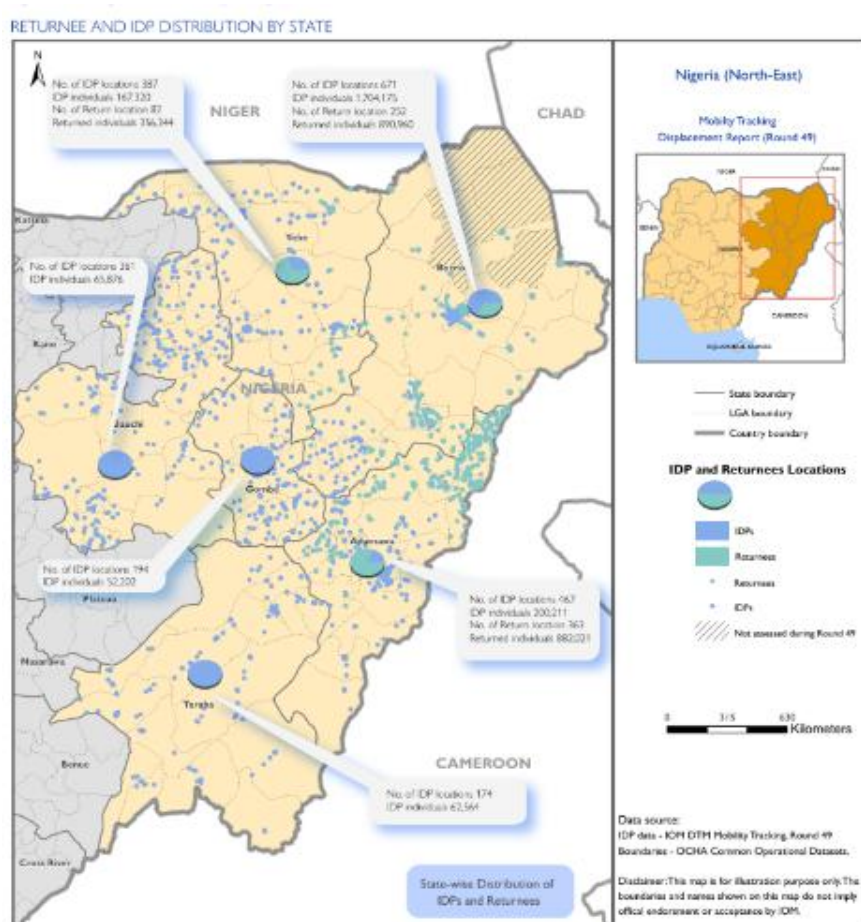 RETURNEE AND IDP DISTRIBUTION BY STATE
N
No. of IDP locations 387
IDP individuals 167,320
No. of Return location 87
Returned individuals 356,344
NIGER
No. of IDP locations 671
IDP individuals 1,704,175
No. of Return location 252
Returned individuals 890,960
CHAD
Katsina
Yobe
Borno
No. of IDP locations
IDP individuals 65,876
Kano
NIGERIA
Gombe
Adamawa
No. of IDP locations 194
IDP individuals 52,202
Plateau
No. of IDP locations 467
IDP individuals 200,211
No. of Return location 363
Returned individuals 882,021
Nasarawa
Taraba
Benue
CAMEROON
No. of IDP locations 174
IDP individuals 62,564
Cross River
State-wise Distribution of
IDPs and Returnees
Nigeria (North-East)
Mobility Tracking
Displacement Report (Round 49)
NIGER
CAMEROON
State boundary
LGA boundary
Country boundary
IDP and Returnees Locations
IDPs
Returnees
Returnees
IDPs
Not assessed during Round 49
0 315 630
Kilometers
Data source:
IDP data - IOM DTM Mobility Tracking, Round 49
Boundaries - OCHA Common Operational Datasets.
Disclaimer: This map is for illustration purpose only. The
boundaries and names shown on this map do not imply
offical endorsement or acceptance by IOM.